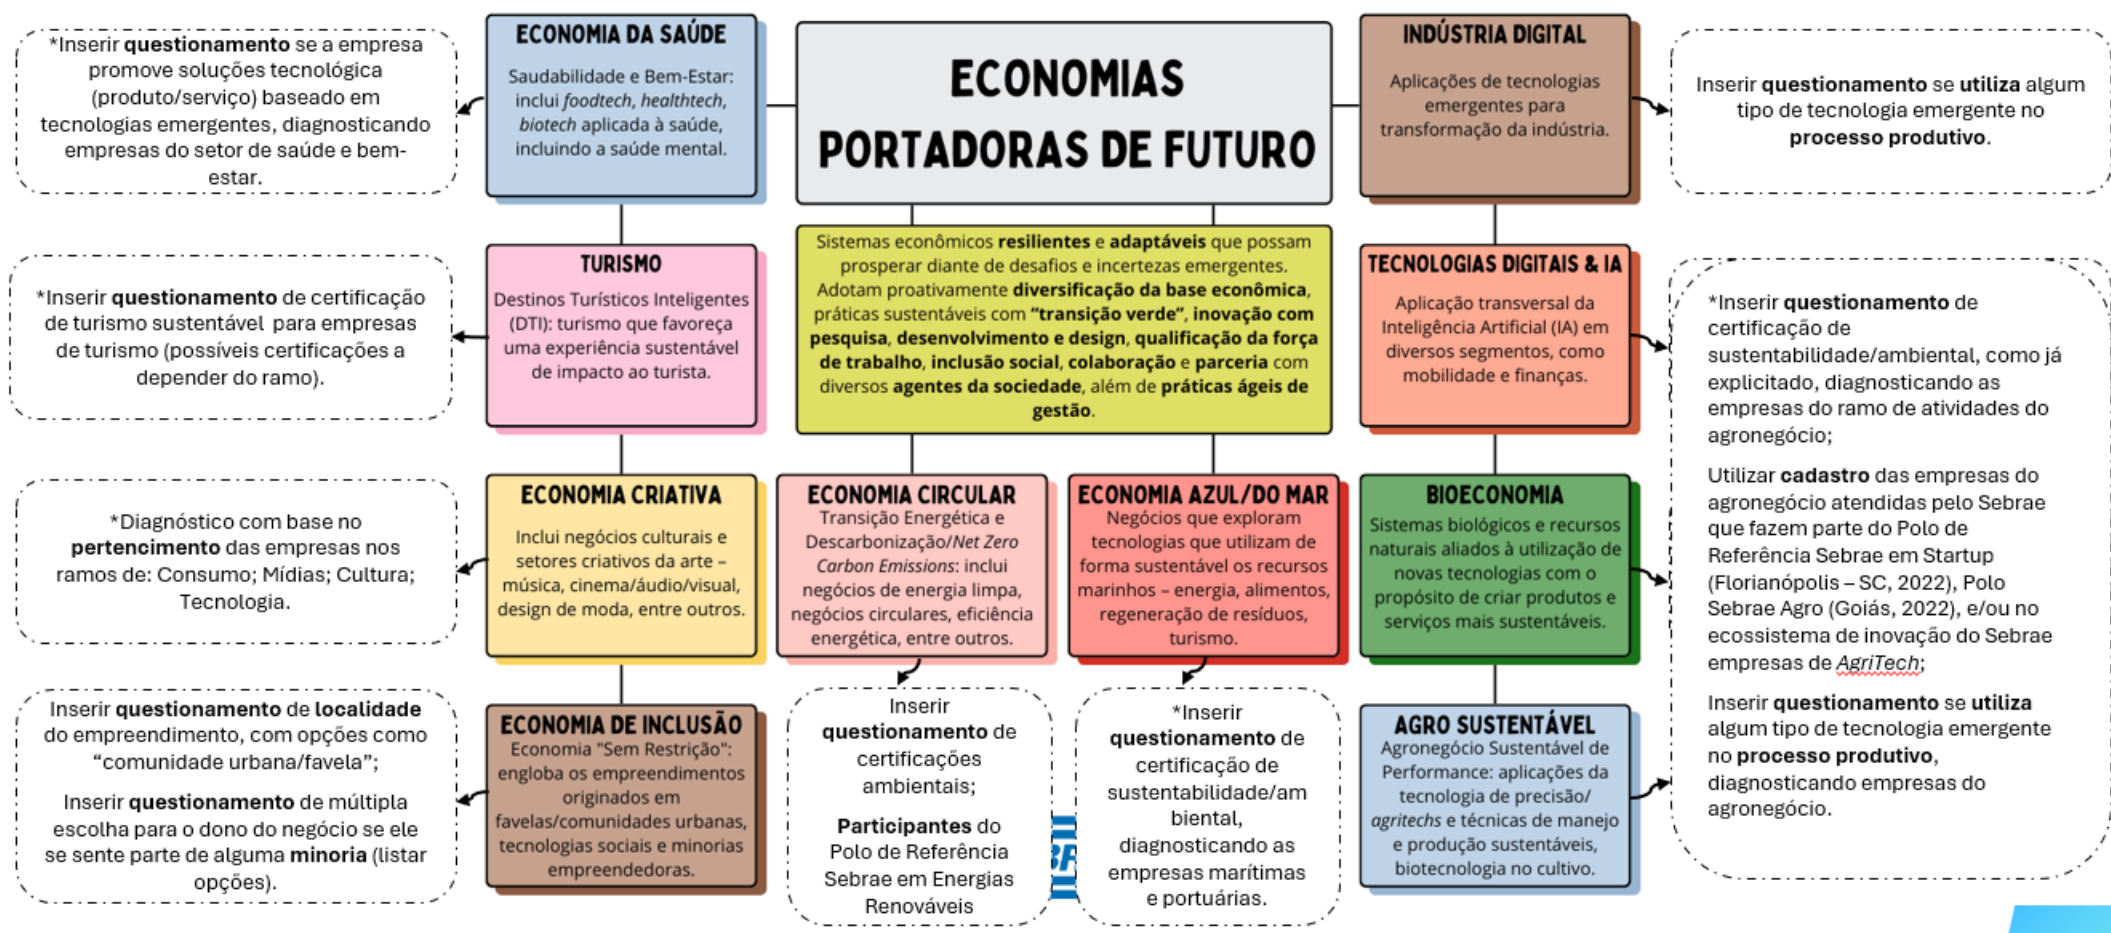 ECONOMIAS
PORTADORAS DE FUTURO
Sistemas econômicos resilientes e adaptáveis que possam
prosperar diante de desafios e incertezas emergentes.
Adotam proativamente diversificação da base econômica,
práticas sustentáveis com “transição verde”, inovação com
pesquisa, desenvolvimento e design, qualificação da força
de trabalho, inclusão social, colaboração e parceria com
diversos agentes da sociedade, além de práticas ágeis de
gestão.
*Inserir questionamento se a empresa
promove soluções tecnológica
(produto/serviço) baseado em
tecnologias emergentes, diagnosticando
empresas do setor de saúde e bem-
estar.
ECONOMIA DA SAÚDE
Saudabilidade e Bem-Estar:
inclui foodtech, healthtech,
biotech aplicada à saúde,
incluindo a saúde mental.
*Inserir questionamento de certificação
de turismo sustentável para empresas
de turismo (possíveis certificações a
depender do ramo).
TURISMO
Destinos Turísticos Inteligentes
(DTI): turismo que favoreça
uma experiência sustentável
de impacto ao turista.
*Diagnóstico com base no
pertencimento das empresas nos
ramos de: Consumo; Mídias; Cultura;
Tecnologia.
ECONOMIA CRIATIVA
Inclui negócios culturais e
setores criativos da arte –
música, cinema/áudio/visual,
design de moda, entre outros.
Inserir questionamento de localidade
do empreendimento, com opções como
“comunidade urbana/favela”;
Inserir questionamento de múltipla
escolha para o dono do negócio se ele
se sente parte de alguma minoria (listar
opções).
ECONOMIA DE INCLUSÃO
Economia "Sem Restrição":
engloba os empreendimentos
originados em
favelas/comunidades urbanas,
tecnologias sociais e minorias
empreendedoras.
ECONOMIA CIRCULAR
Transição Energética e
Descarbonização/Net Zero
Carbon Emissions: inclui
negócios de energia limpa,
negócios circulares, eficiência
energética, entre outros.
Inserir
questionamento de
certificações
ambientais;
Participantes do
Polo de Referência
Sebrae em Energias
Renováveis
ECONOMIA AZUL/DO MAR
Negócios que exploram
tecnologias que utilizam de
forma sustentável os recursos
marinhos – energia, alimentos,
regeneração de resíduos,
turismo.
*Inserir
questionamento de
certificação de
sustentabilidade/am
biental,
diagnosticando as
empresas marítimas
e portuárias.
INDÚSTRIA DIGITAL
Aplicações de tecnologias
emergentes para
transformação da indústria.
Inserir questionamento se utiliza algum
tipo de tecnologia emergente no
processo produtivo.
TECNOLOGIAS DIGITAIS & IA
Aplicação transversal da
Inteligência Artificial (IA) em
diversos segmentos, como
mobilidade e finanças.
BIOECONOMIA
Sistemas biológicos e recursos
naturais aliados à utilização de
novas tecnologias com o
propósito de criar produtos e
serviços mais sustentáveis.
AGRO SUSTENTÁVEL
Agronegócio Sustentável de
Performance: aplicações da
tecnologia de precisão/
agritechs e técnicas de manejo
e produção sustentáveis,
biotecnologia no cultivo.
*Inserir questionamento de
certificação de
sustentabilidade/ambiental, como já
explicitado, diagnosticando as
empresas do ramo de atividades do
agronegócio;
Utilizar cadastro das empresas do
agronegócio atendidas pelo Sebrae
que fazem parte do Polo de
Referência Sebrae em Startup
(Florianópolis – SC, 2022), Polo
Sebrae Agro (Goiás, 2022), e/ou no
ecossistema de inovação do Sebrae
empresas de AgriTech;
Inserir questionamento se utiliza
algum tipo de tecnologia emergente
no processo produtivo,
diagnosticando empresas do
agronegócio.